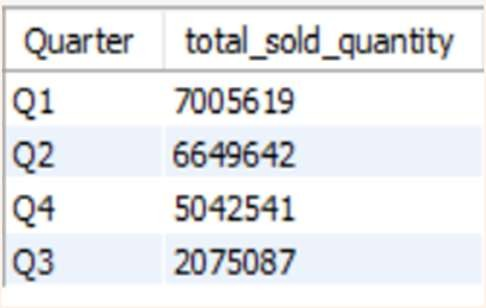 Quarter total_sold_quantity
Q1 7005619
Q2 6649642
Q4 5042541
Q3 2075087